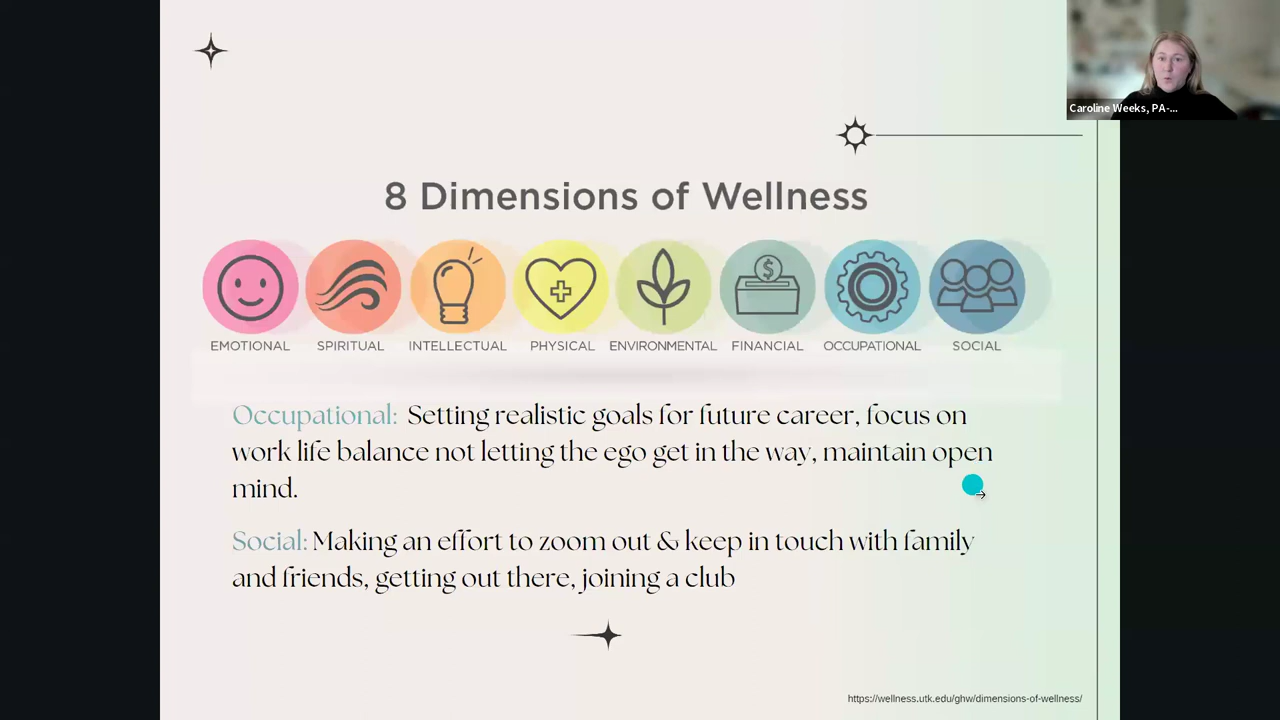 Caroline Weeks, PA-...
8 Dimensions of Wellness
EMOTIONAL SPIRITUAL INTELLECTUAL PHYSICAL ENVIRONMENTAL FINANCIAL OCCUPATIONAL SOCIAL
Occupational: Setting realistic goals for future career, focus on
work life balance not letting the ego get in the way, maintain open
mind.
Social: Making an effort to zoom out & keep in touch with family
and friends, getting out there, joining a club
https://wellness.utk.edu/ghw/dimensions-of-wellness/